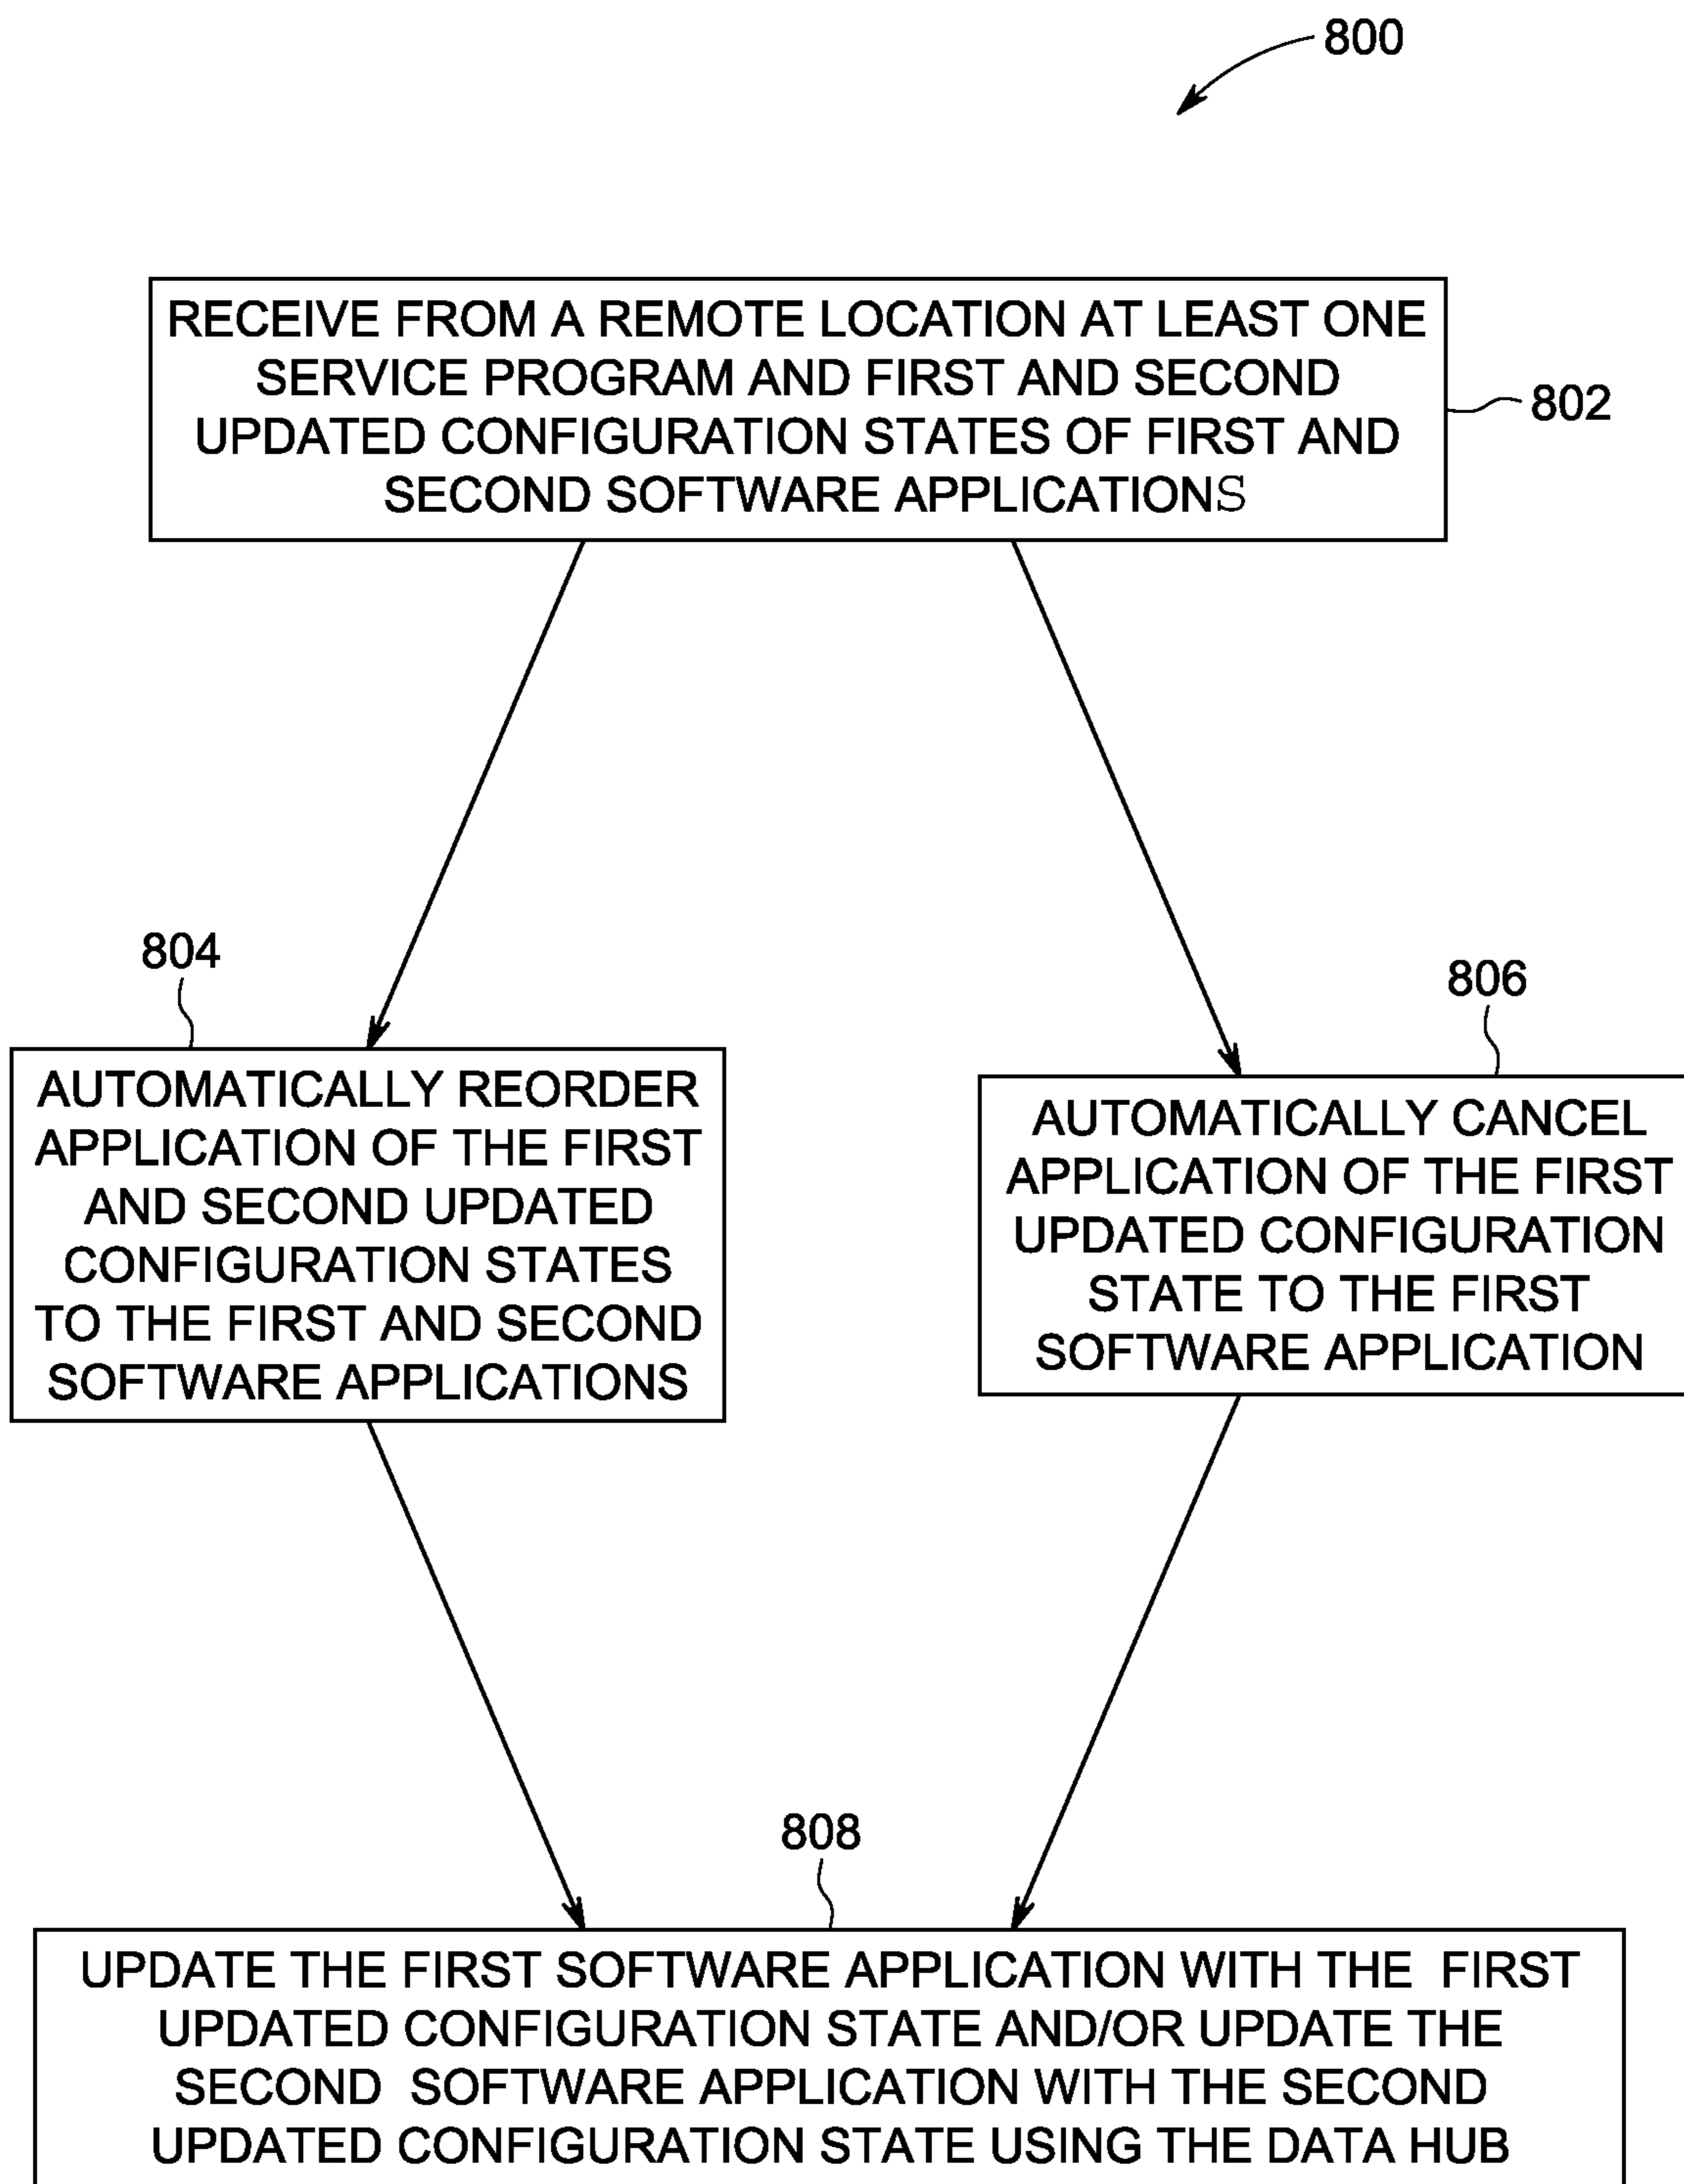 800
RECEIVE FROM A REMOTE LOCATION AT LEAST ONE
SERVICE PROGRAM AND FIRST AND SECOND
UPDATED CONFIGURATION STATES OF FIRST AND
SECOND SOFTWARE APPLICATIONS
802
804
AUTOMATICALLY REORDER
APPLICATION OF THE FIRST
AND SECOND UPDATED
CONFIGURATION STATES
TO THE FIRST AND SECOND
SOFTWARE APPLICATIONS
806
AUTOMATICALLY CANCEL
APPLICATION OF THE FIRST
UPDATED CONFIGURATION
STATE TO THE FIRST
SOFTWARE APPLICATION
808
UPDATE THE FIRST SOFTWARE APPLICATION WITH THE FIRST
UPDATED CONFIGURATION STATE AND/OR UPDATE THE
SECOND SOFTWARE APPLICATION WITH THE SECOND
UPDATED CONFIGURATION STATE USING THE DATA HUB